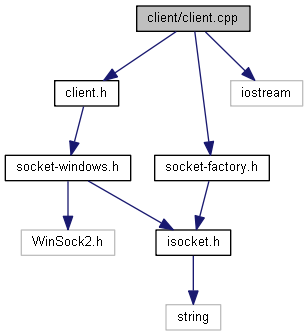 client/client.cpp
client.h
iostream
socket-windows.h
socket-factory.h
WinSock2.h
isocket.h
string